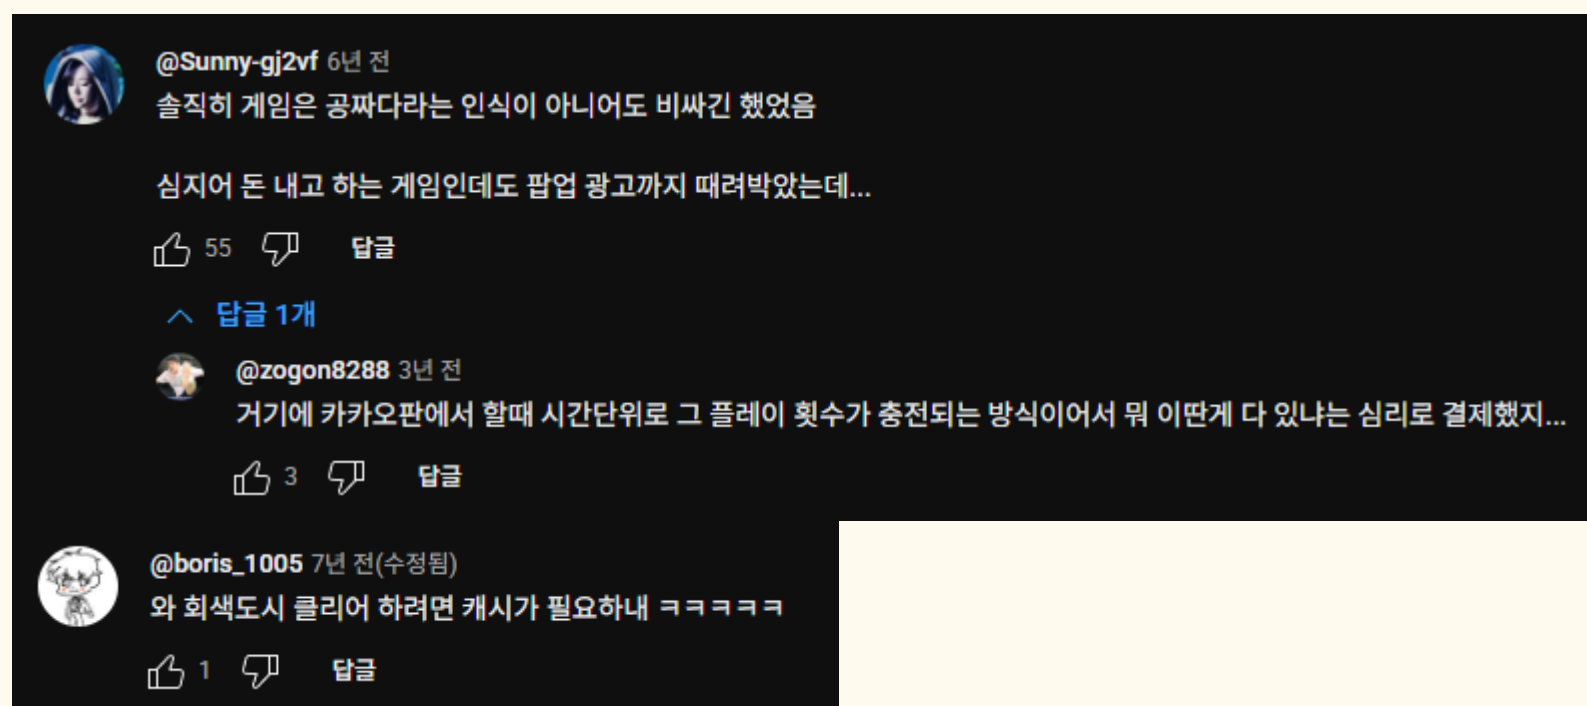 @Sunny-gj2vf 6년 전
솔직히 게임은 공짜다라는 인식이 아니어도 비싸긴 했었음
심지어 돈 내고 하는 게임인데도 팝업 광고까지 때려박았는데...
55 답글
답글 1개
@zogon8288 3년 전
거기에 카카오판에서 할때 시간단위로 그 플레이 횟수가 충전되는 방식이어서 뭐 이딴게 다 있냐는 심리로 결제했지...
3 답글
@boris_1005 7년 전(수정됨)
와 회색도시 클리어 하려면 캐시가 필요하내 ㅋㅋㅋㅋㅋ
1 답글